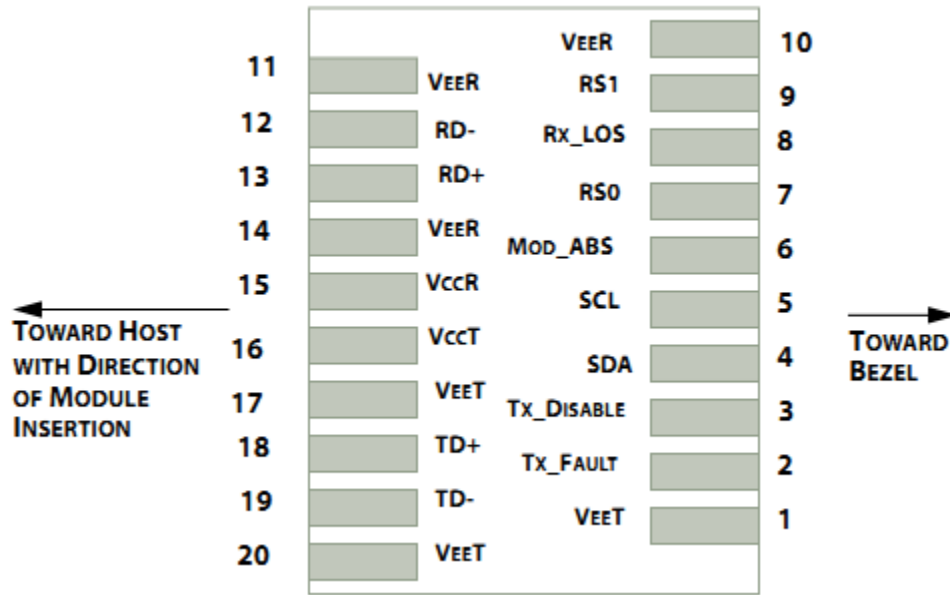 11 VEER
12 RD-
13 RD+
14 VEER
15 VCCR
16 VCCT
17 VEET
18 TD+
19 TD-
20 VEET
VEER 10
RS1 9
RX_LOS 8
RS0 7
MOD_ABS 6
SCL 5
SDA 4
TX_DISABLE 3
TX_FAULT 2
VEET 1
TOWARD HOST
WITH DIRECTION
OF MODULE
INSERTION
TOWARD
BEZEL